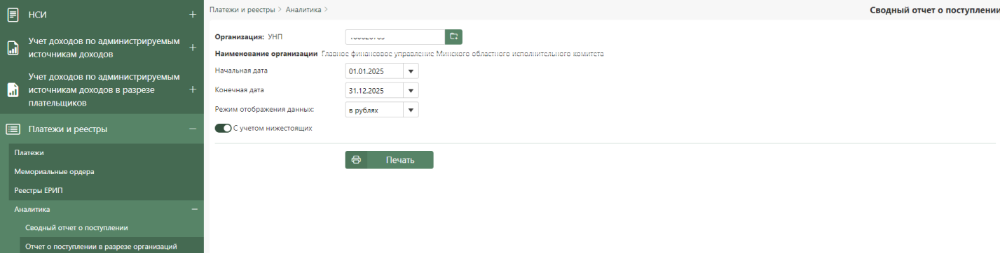 НСИ
Учет доходов по администрируемым
источникам доходов
Учет доходов по администрируемым
источникам доходов в разрезе
плательщиков
Платежи и реестры
Платежи
Мемориальные ордера
Реестры ЕРИП
Аналитика
Сводный отчет о поступлении
Отчет о поступлении в разрезе организаций
Платежи и реестры > Аналитика >
Сводный отчет о поступлении
Организация: УНП
Наименование организации Главное финансовое управление Минского областного исполнительного комитета
Начальная дата 01.01.2025
Конечная дата 31.12.2025
Режим отображения данных: в рублях
С учетом нижестоящих
Печать